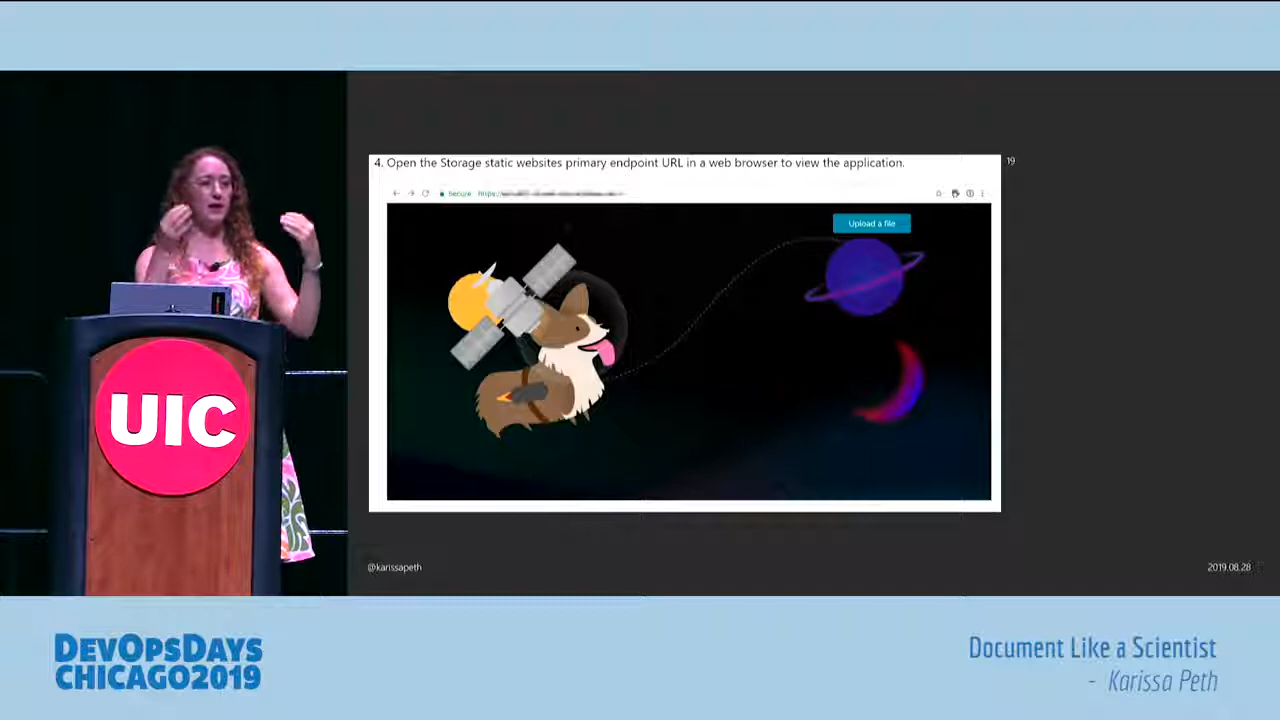 4. Open the Storage static websites primary endpoint URL in a web browser to view the application.
19
Secure https://
Upload a file
UIC
@karissapeth
2019.08.28
DEVOPSDAYS
CHICAGO2019
Document Like a Scientist
- Karissa Peth